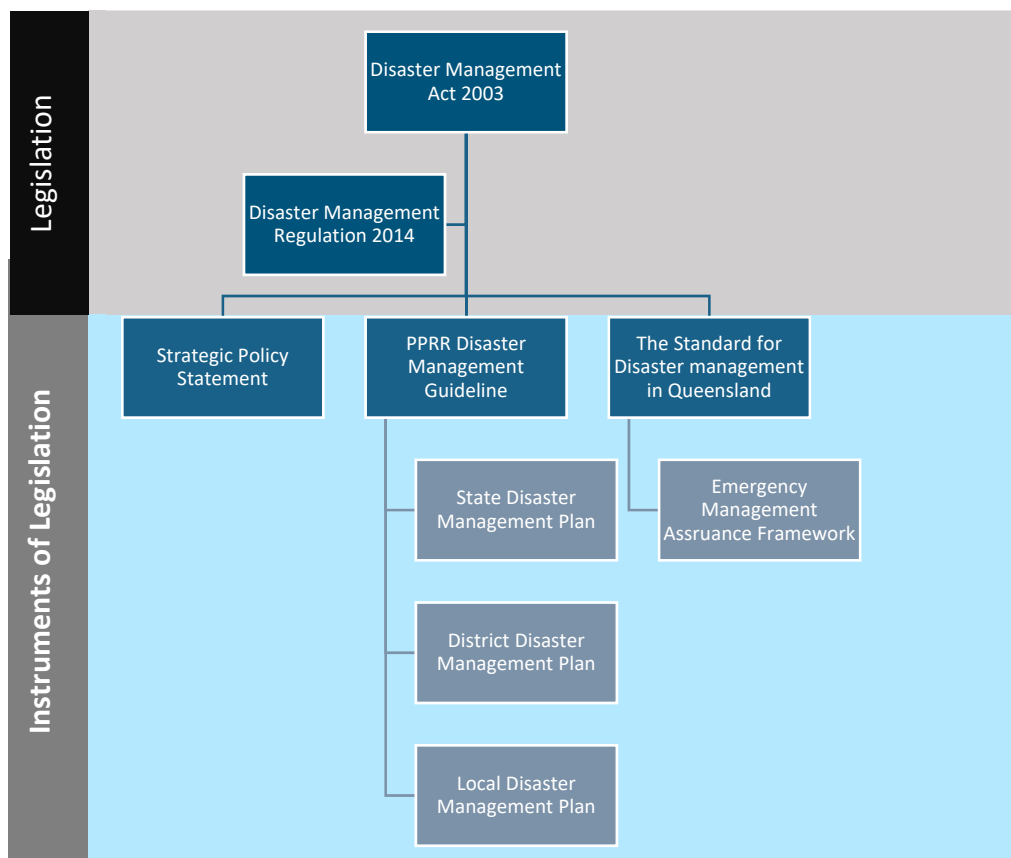 Legislation
Disaster Management
Act 2003
Disaster Management
Regulation 2014
Instruments of Legislation
Strategic Policy
Statement
PPRR Disaster
Management
Guideline
The Standard for
Disaster management
in Queensland
State Disaster
Management Plan
Emergency
Management
Assruance Framework
District Disaster
Management Plan
Local Disaster
Management Plan